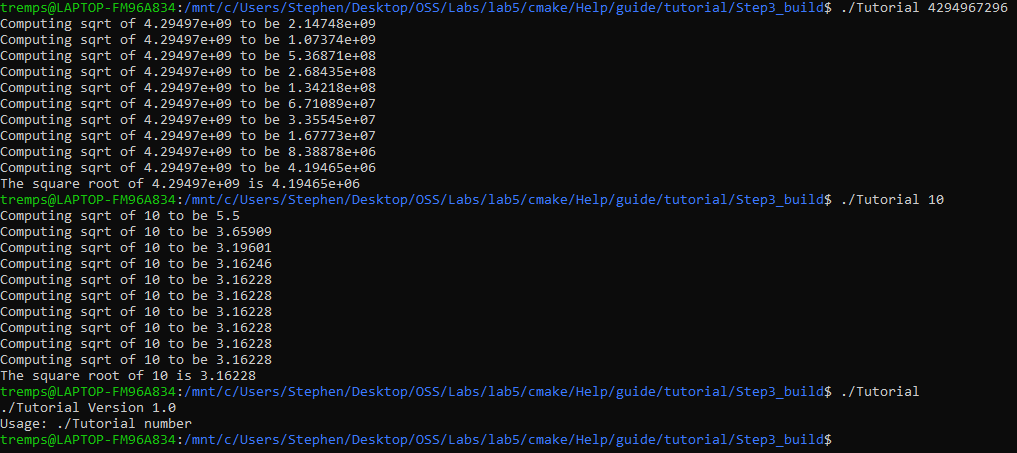 tremps@LAPTOP-FM96A834:/mnt/c/Users/Stephen/Desktop/OSS/Labs/lab5/cmake/Help/guide/tutorial/Step3_build$ ./Tutorial 4294967296
Computing sqrt of 4.29497e+09 to be 2.14748e+09
Computing sqrt of 4.29497e+09 to be 1.07374e+09
Computing sqrt of 4.29497e+09 to be 5.36871e+08
Computing sqrt of 4.29497e+09 to be 2.68435e+08
Computing sqrt of 4.29497e+09 to be 1.34218e+08
Computing sqrt of 4.29497e+09 to be 6.71089e+07
Computing sqrt of 4.29497e+09 to be 3.35545e+07
Computing sqrt of 4.29497e+09 to be 1.67773e+07
Computing sqrt of 4.29497e+09 to be 8.38878e+06
Computing sqrt of 4.29497e+09 to be 4.19465e+06
The square root of 4.29497e+09 is 4.19465e+06
tremps@LAPTOP-FM96A834:/mnt/c/Users/Stephen/Desktop/OSS/Labs/lab5/cmake/Help/guide/tutorial/Step3_build$ ./Tutorial 10
Computing sqrt of 10 to be 5.5
Computing sqrt of 10 to be 3.65909
Computing sqrt of 10 to be 3.19601
Computing sqrt of 10 to be 3.16246
Computing sqrt of 10 to be 3.16228
Computing sqrt of 10 to be 3.16228
Computing sqrt of 10 to be 3.16228
Computing sqrt of 10 to be 3.16228
Computing sqrt of 10 to be 3.16228
Computing sqrt of 10 to be 3.16228
The square root of 10 is 3.16228
tremps@LAPTOP-FM96A834:/mnt/c/Users/Stephen/Desktop/OSS/Labs/lab5/cmake/Help/guide/tutorial/Step3_build$ ./Tutorial
./Tutorial Version 1.0
Usage: ./Tutorial number
tremps@LAPTOP-FM96A834:/mnt/c/Users/Stephen/Desktop/OSS/Labs/lab5/cmake/Help/guide/tutorial/Step3_build$